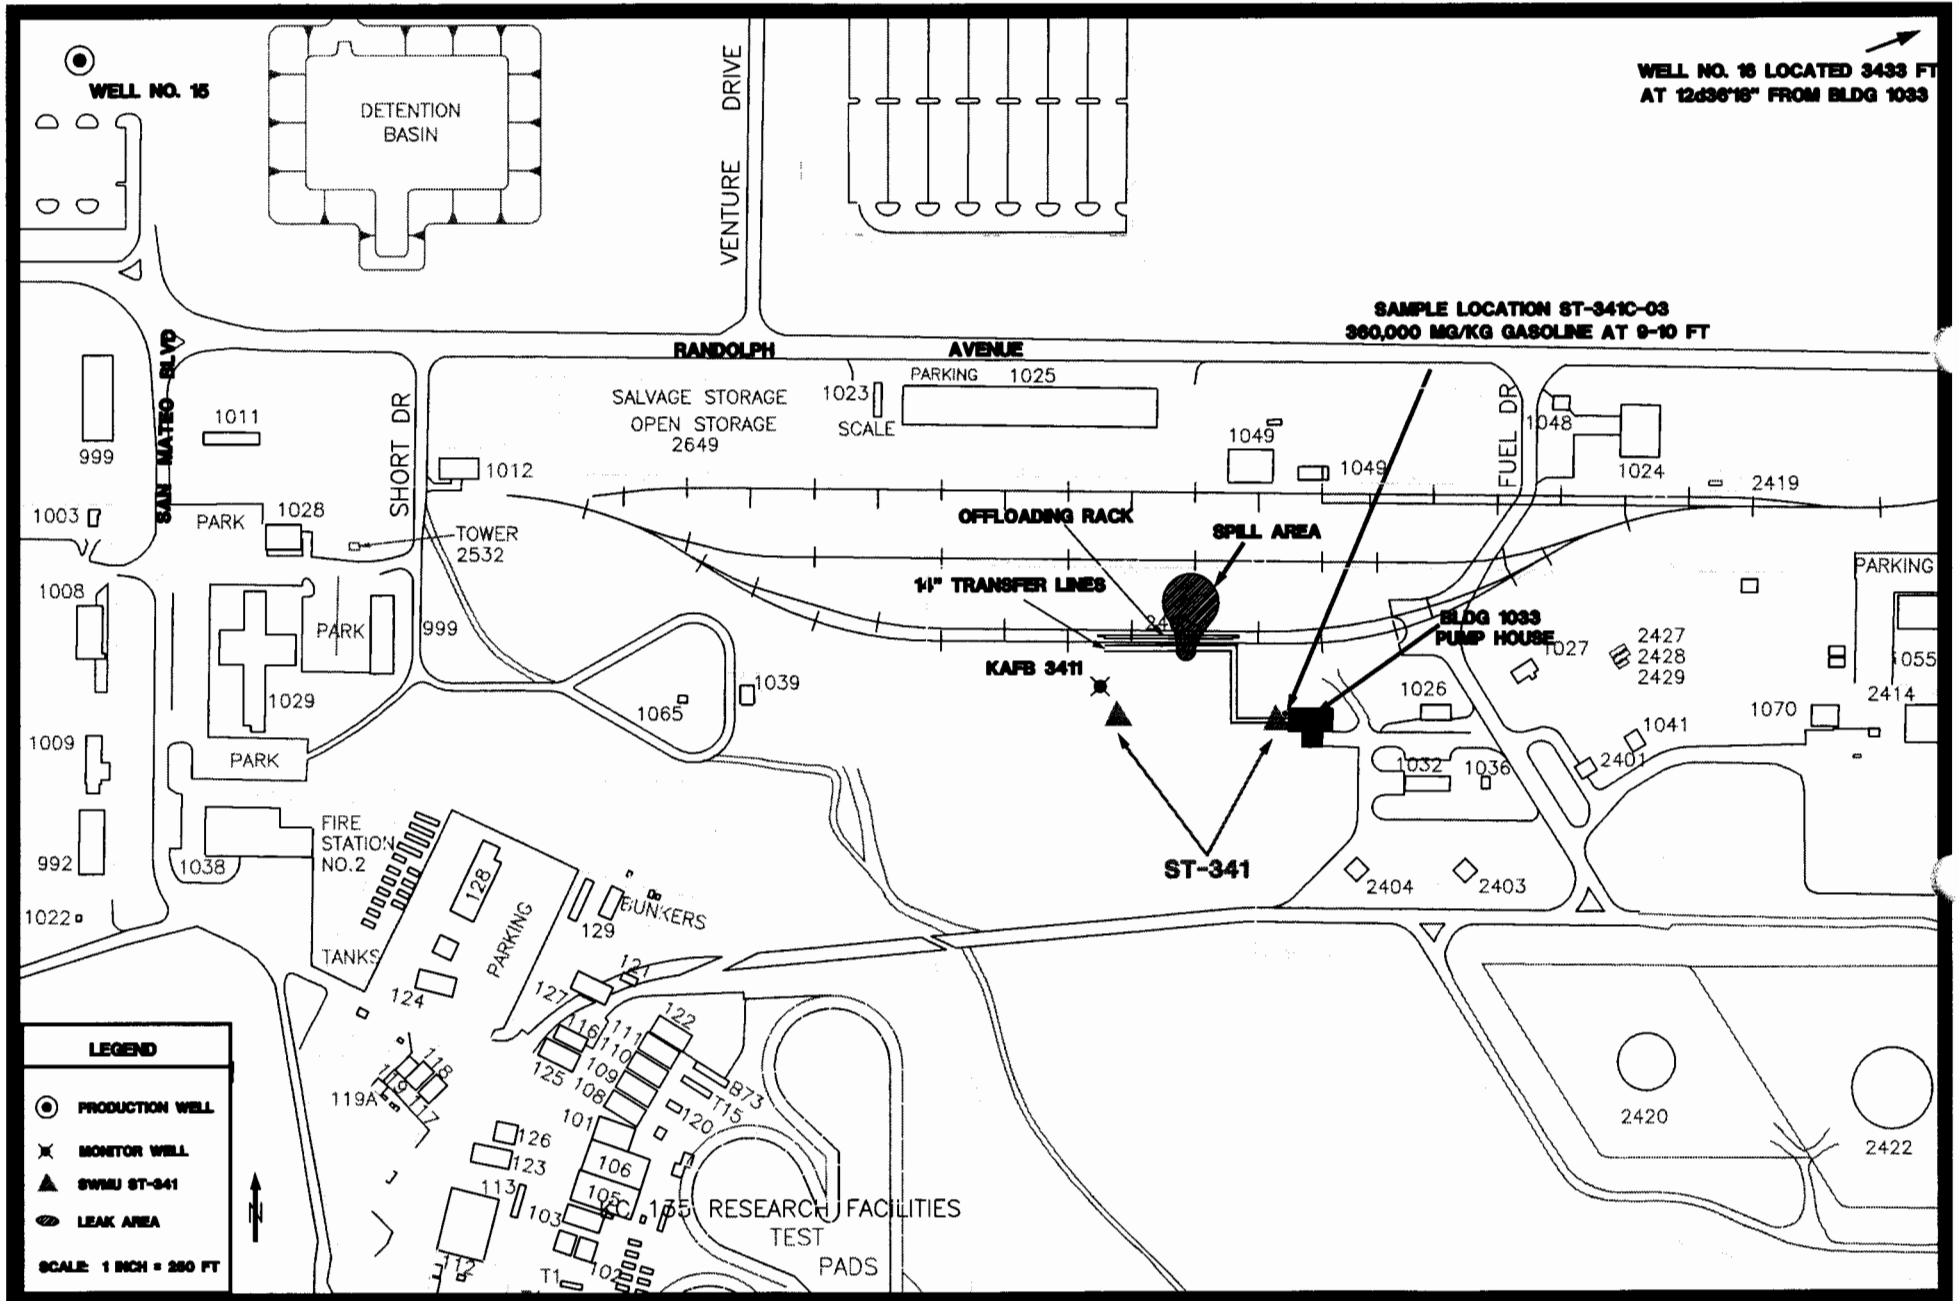 WELL NO. 15
DETENTION
BASIN
VENTURE DRIVE
WELL NO. 16 LOCATED 3433 FT
AT 12d36'18" FROM BLDG 1033
SAMPLE LOCATION ST-341C-03
360,000 MG/KG GASOLINE AT 9-10 FT
RANDOLPH AVENUE
SAN MATEO BLVD
999
1011
SHORT DR
SALVAGE STORAGE
OPEN STORAGE
2649
1023
SCALE
PARKING 1025
1049
1049
FUEL DR
1048
1024
2419
1012
1003
PARK
1028
TOWER
2532
OFFLOADING RACK
SPILL AREA
14" TRANSFER LINES
1008
PARK
999
PARKING
BLDG 1033
PUMP HOUSE
1027
2427
2428
2429
1055
2414
KAFB 3411
1029
1065
1039
1026
1070
1041
2401
1009
PARK
1032
1036
FIRE
STATION
NO.2
992
1038
128
ST-341
2404
2403
1022
TANKS
PARKING
BUNKERS
129
124
127
121
LEGEND
PRODUCTION WELL
MONITOR WELL
SWMU ST-341
LEAK AREA
SCALE: 1 INCH = 250 FT
N
116
111
122
110
125
109
108
118
119
119A
117
B73
T15
120
101
126
123
106
105
113
103
KC 135 RESEARCH FACILITIES
TEST
PADS
112
T1
102
2420
2422